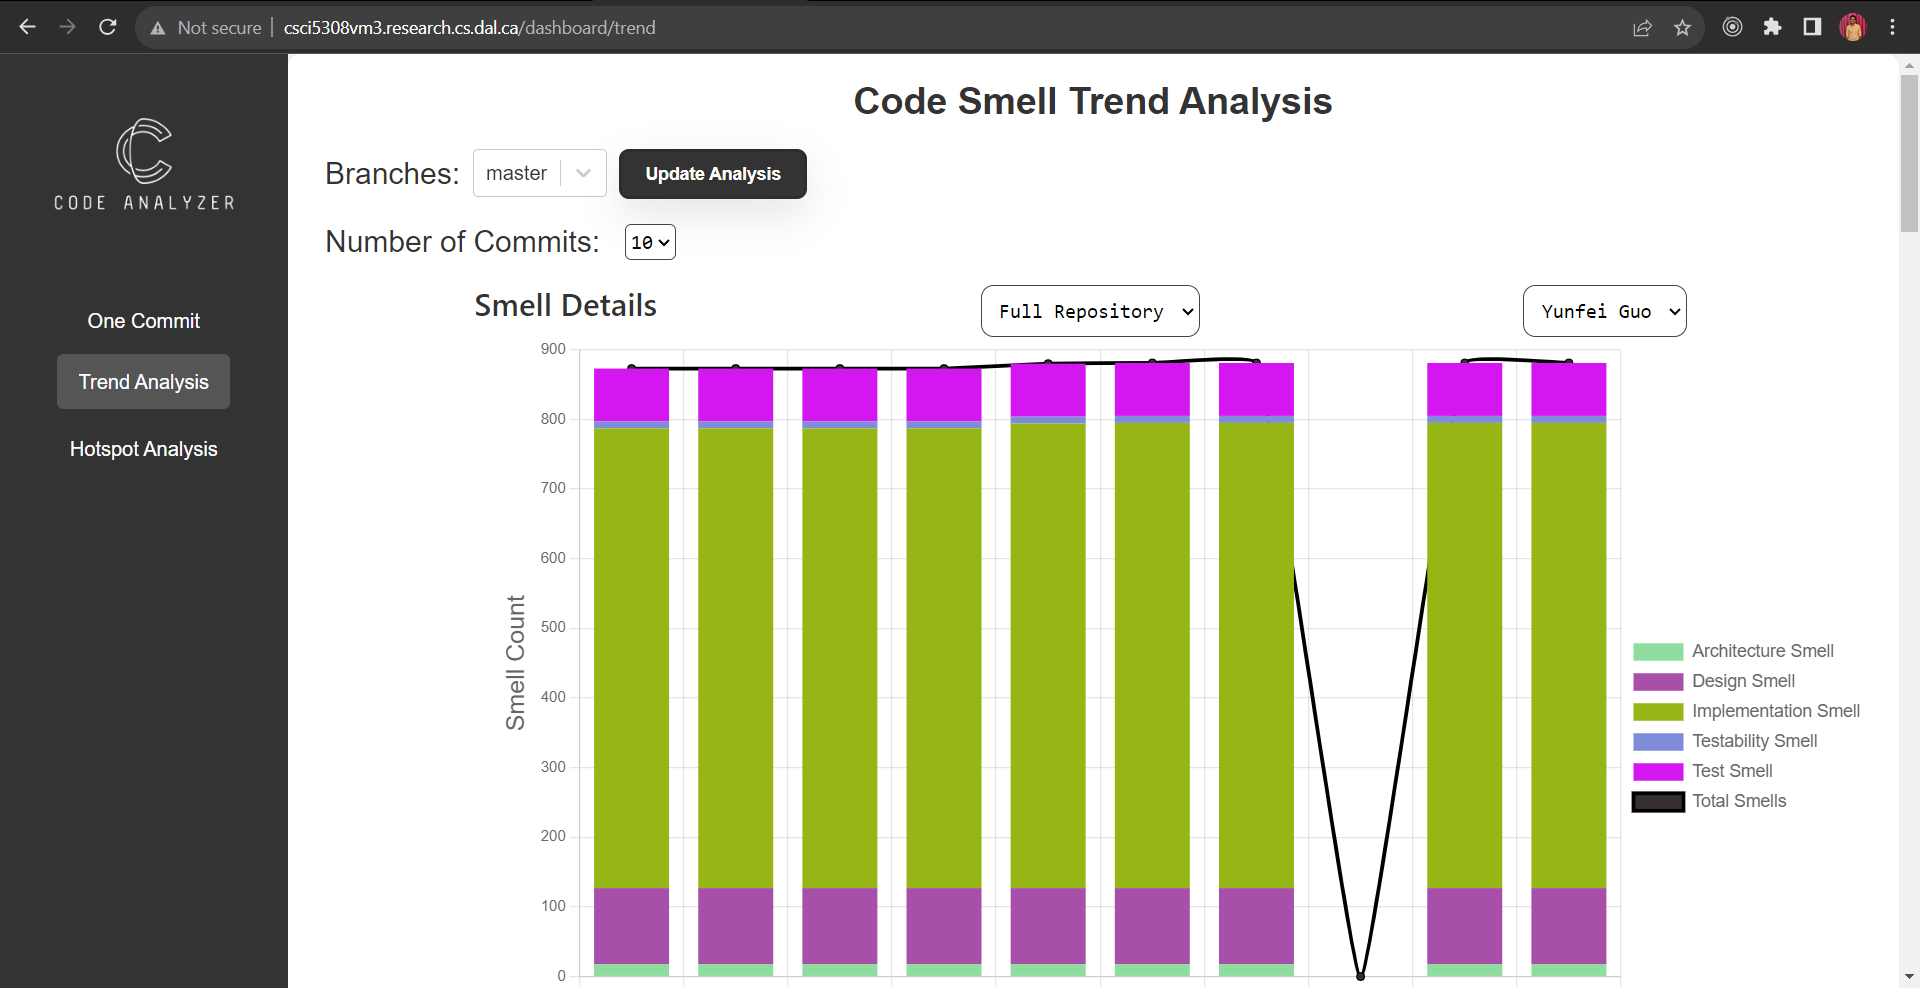 Not secure
csci5308vm3.research.cs.dal.ca/dashboard/trend
CODE ANALYZER
One Commit
Trend Analysis
Hotspot Analysis
Code Smell Trend Analysis
Branches: master Update Analysis
Number of Commits: 10
Smell Details
Full Repository
Yunfei Guo
Smell Count
900
800
700
600
500
400
300
200
100
0
Architecture Smell
Design Smell
Implementation Smell
Testability Smell
Test Smell
Total Smells